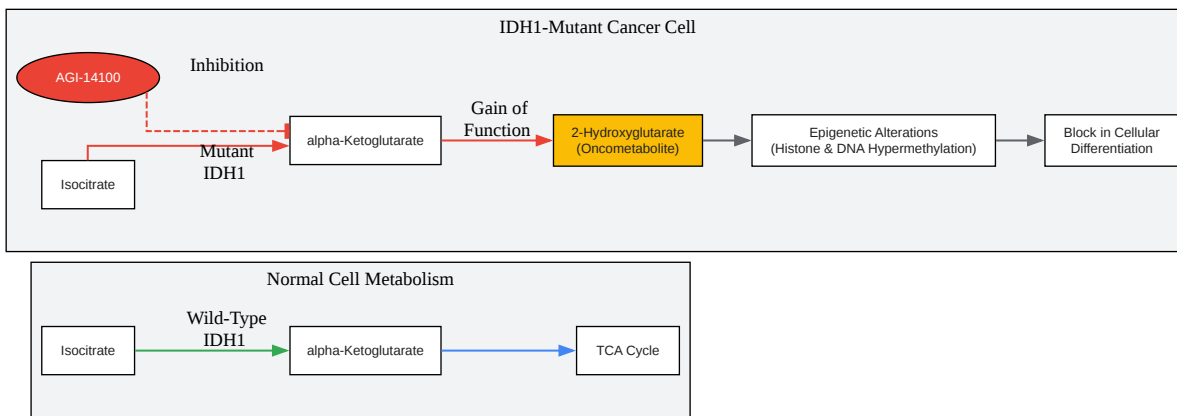 IDH1-Mutant Cancer Cell
AGI-14100
Inhibition
Gain of
Function
alpha-Ketoglutarate
2-Hydroxyglutarate
(Oncometabolite)
Epigenetic Alterations
(Histone & DNA Hypermethylation)
Block in Cellular
Differentiation
Mutant
IDH1
Isocitrate
Normal Cell Metabolism
Wild-Type
IDH1
Isocitrate
alpha-Ketoglutarate
TCA Cycle